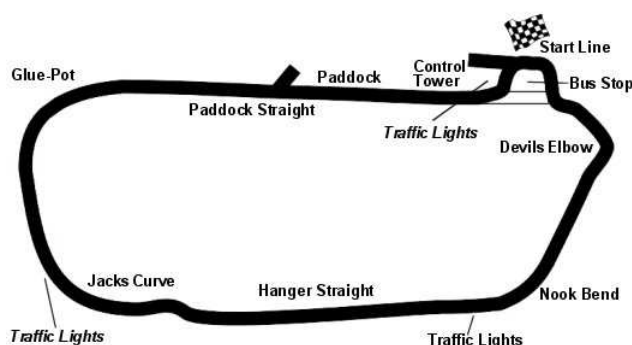 Start Line
Control
Tower
Glue-Pot
Paddock
Bus Stop
Paddock Straight
Traffic Lights
Devils Elbow
Jacks Curve
Hanger Straight
Nook Bend
Traffic Lights
Traffic Lights